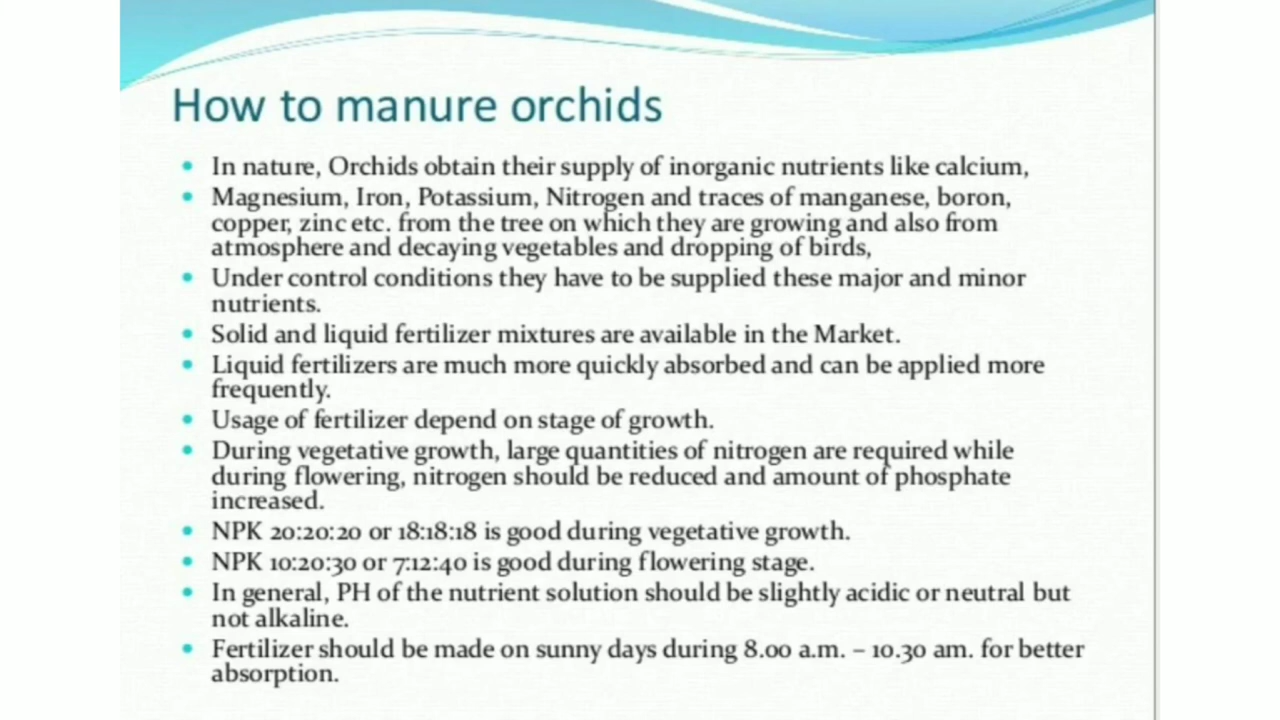 How to manure orchids
• In nature, Orchids obtain their supply of inorganic nutrients like calcium,
• Magnesium, Iron, Potassium, Nitrogen and traces of manganese, boron,
copper, zinc etc. from the tree on which they are growing and also from
atmosphere and decaying vegetables and dropping of birds,
• Under control conditions they have to be supplied these major and minor
nutrients.
• Solid and liquid fertilizer mixtures are available in the Market.
• Liquid fertilizers are much more quickly absorbed and can be applied more
frequently.
• Usage of fertilizer depend on stage of growth.
• During vegetative growth, large quantities of nitrogen are required while
during flowering, nitrogen should be reduced and amount of phosphate
increased.
• NPK 20:20:20 or 18:18:18 is good during vegetative growth.
• NPK 10:20:30 or 7:12:40 is good during flowering stage.
• In general, PH of the nutrient solution should be slightly acidic or neutral but
not alkaline.
• Fertilizer should be made on sunny days during 8.00 a.m. – 10.30 am. for better
absorption.